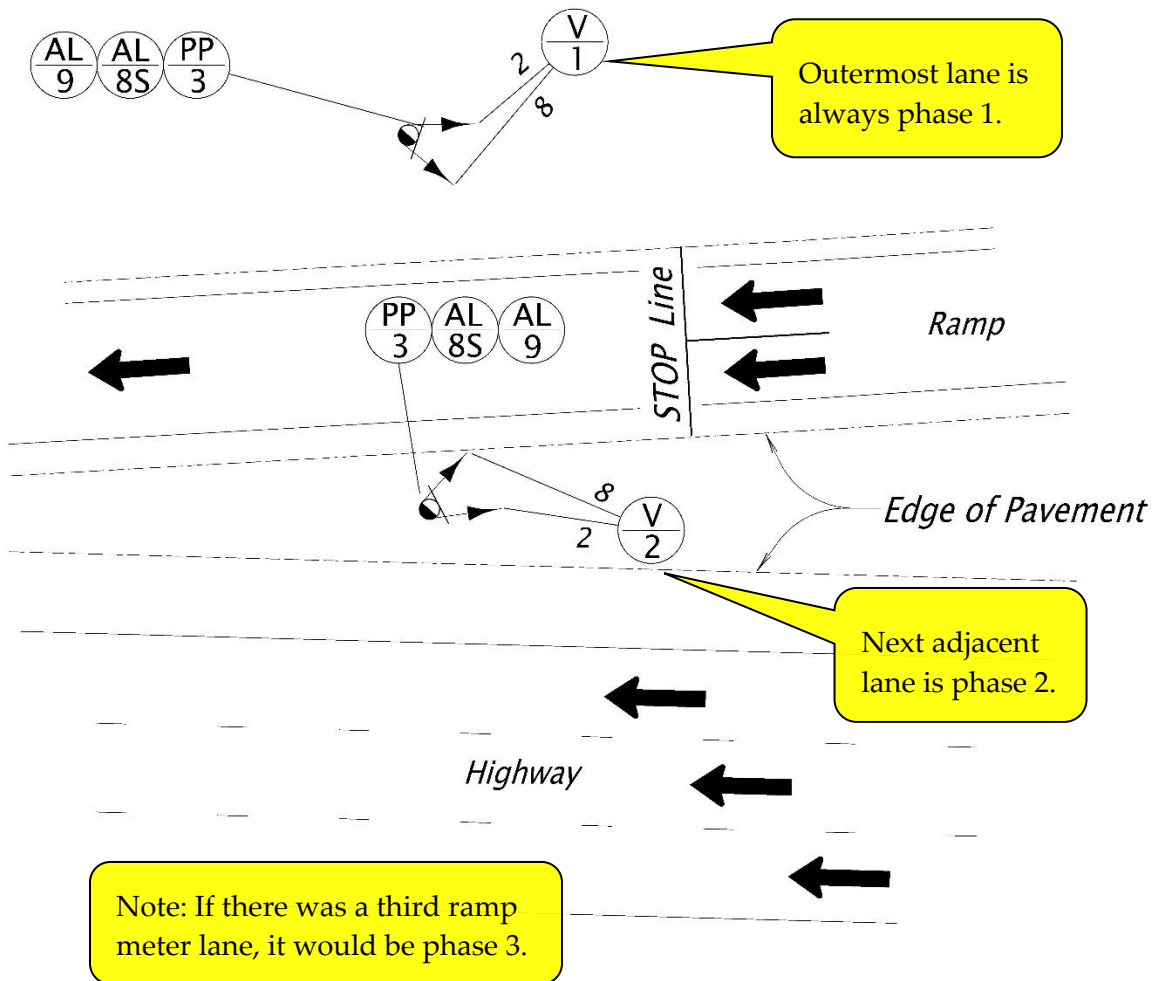 AL
9
AL
8S
PP
3
2
8
V
1
Outermost lane is
always phase 1.
STOP Line
Ramp
PP
3
AL
8S
AL
9
8
2
V
2
Edge of Pavement
Next adjacent
lane is phase 2.
Highway
Note: If there was a third ramp
meter lane, it would be phase 3.